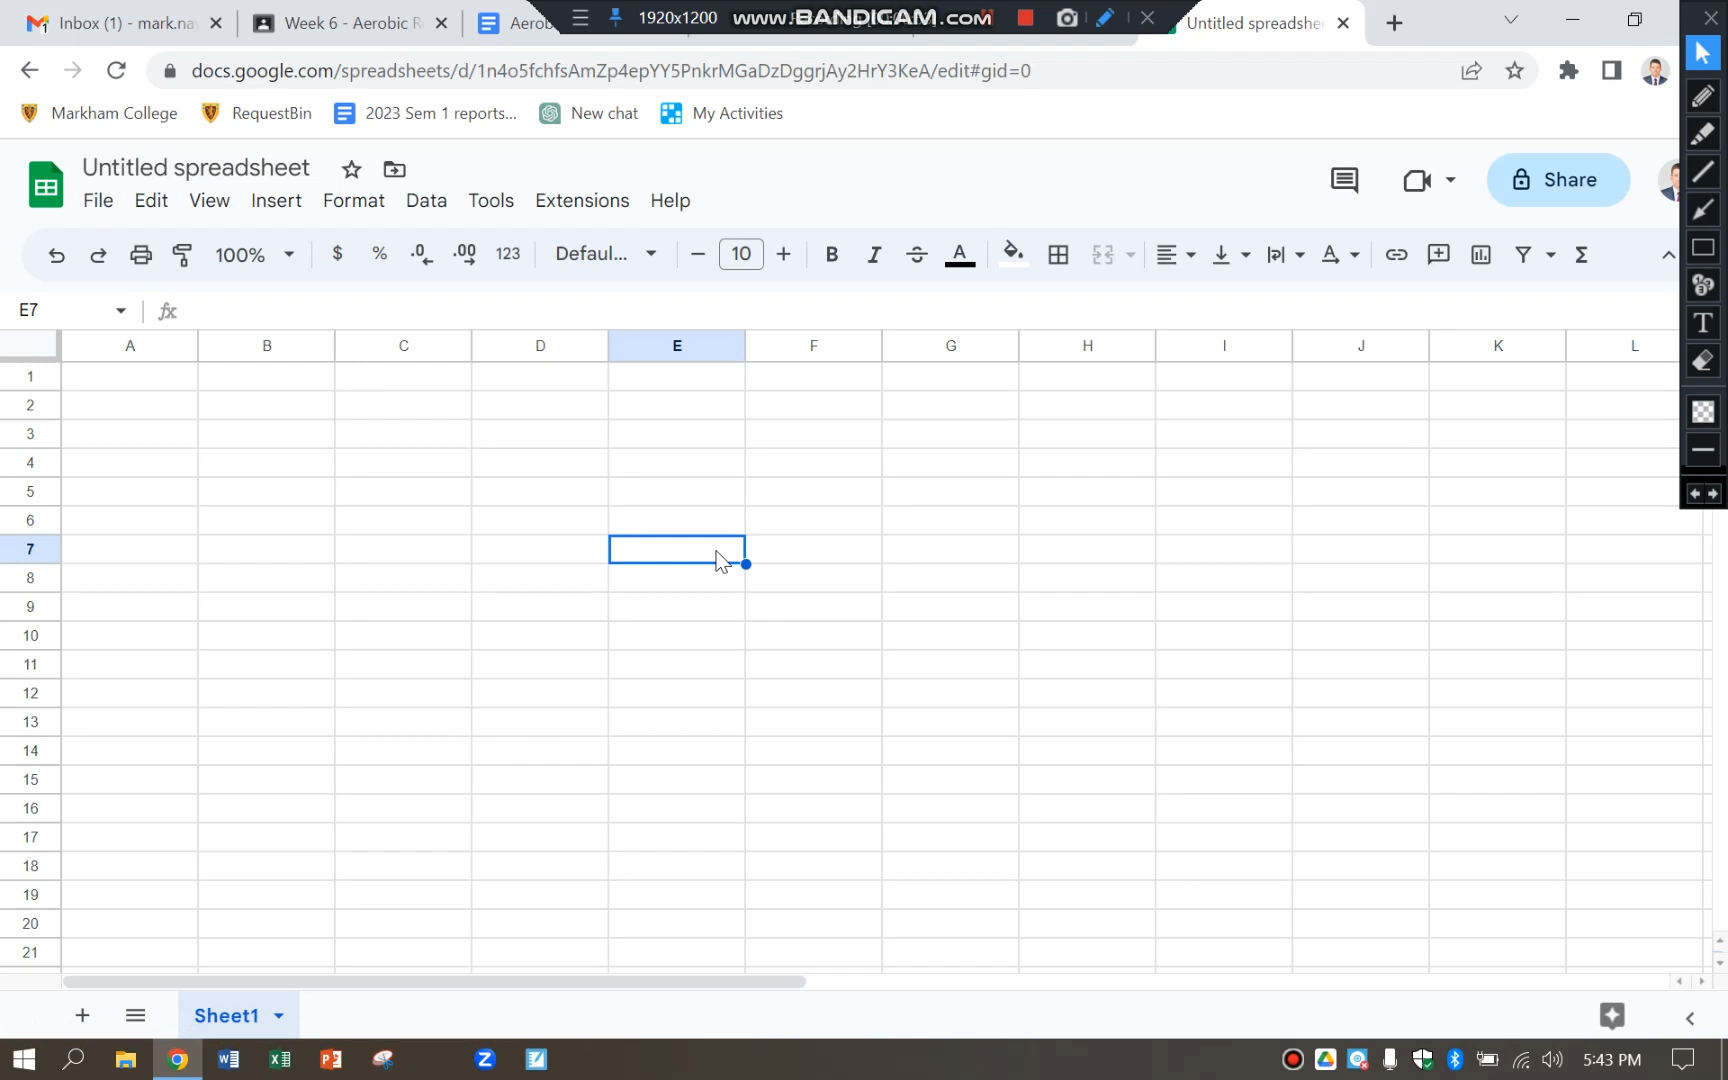 Inbox (1) - mark.na
Week 6 - Aerobic R
Aerob
1920x1200
www.BANDICAM.com
Untitled spreadshee
docs.google.com/spreadsheets/d/1n4o5fchfsAmZp4epYY5PnkrMGaDzDggrjAy2HrY3KeA/edit#gid=0
Markham College
RequestBin
2023 Sem 1 reports...
New chat
My Activities
Untitled spreadsheet
Share
File Edit View Insert Format Data Tools Extensions Help
100% $ % .0 .00 123 Defaul... − 10 + B I A Σ
T
E7 fx
A B C D E F G H I J K L
1
2
3
4
5
6
7
8
9
10
11
12
13
14
15
16
17
18
19
20
21
+ Sheet1
5:43 PM